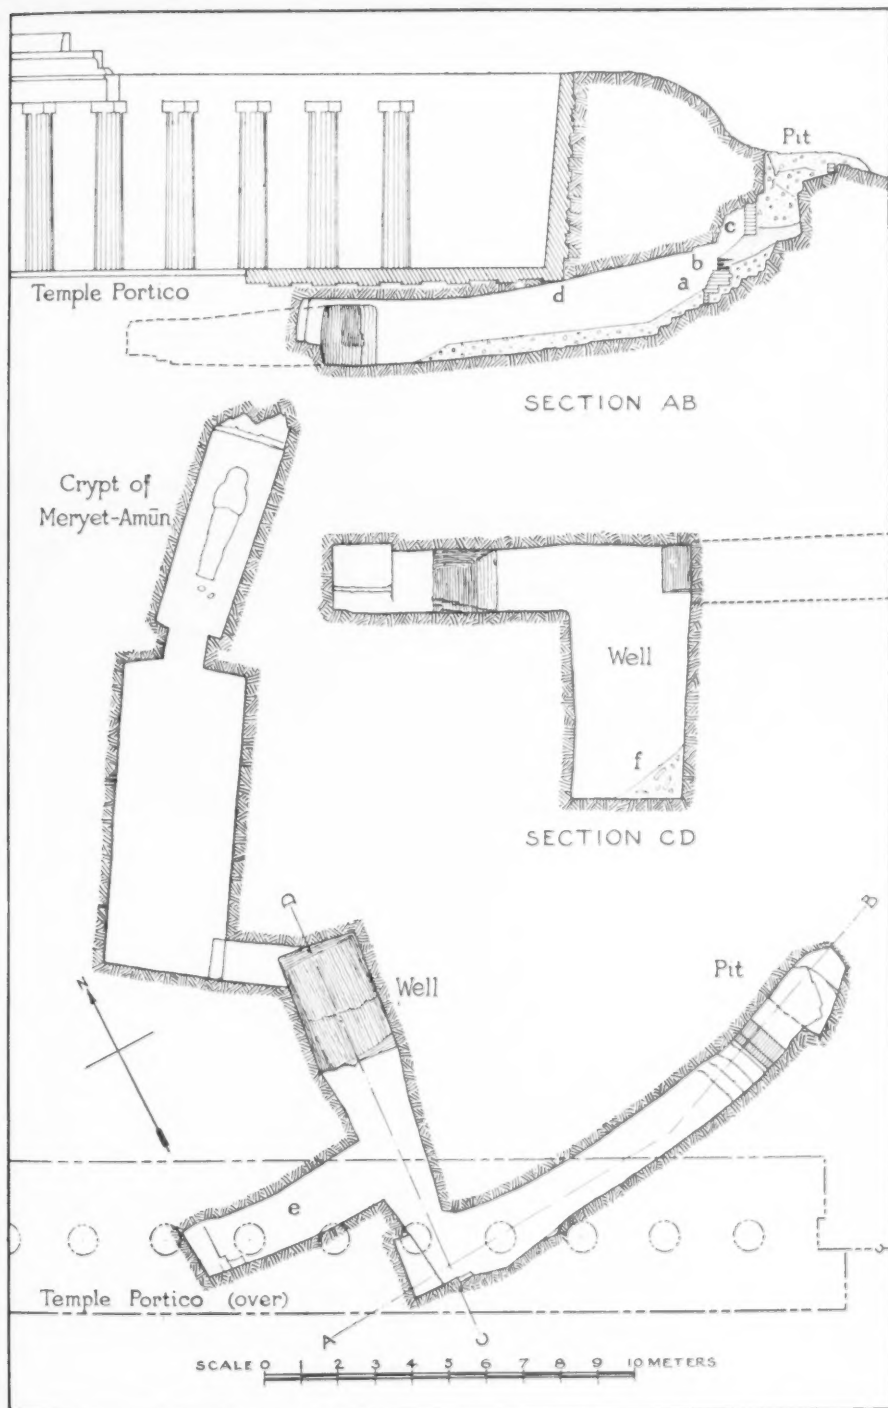 Pit
c
b
a
Temple Portico
d
SECTION AB
Crypt of
Meryet-Amūn
Well
f
SECTION CD
D
B
N
Well
Pit
e
Temple Portico (over)
A
C
SCALE 0 1 2 3 4 5 6 7 8 9 10 METERS